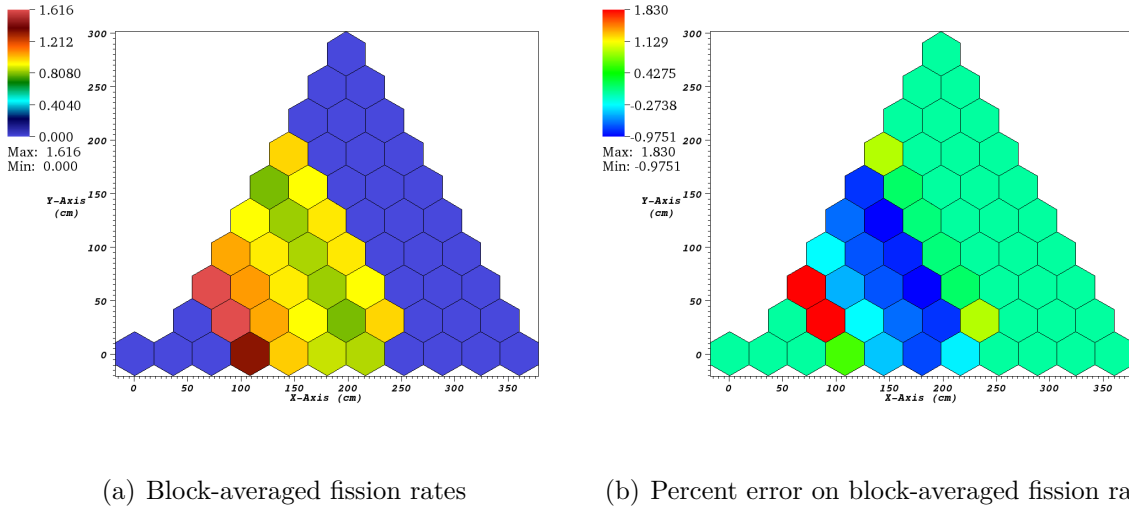 1.616
1.212
0.8080
0.4040
0.000
Max: 1.616
Min: 0.000
300
250
200
150
100
50
0
Y-Axis
(cm)
0 50 100 150 200 250 300 350
X-Axis (cm)
1.830
1.129
0.4275
-0.2738
-0.9751
Max: 1.830
Min: -0.9751
300
250
200
150
100
50
0
Y-Axis
(cm)
0 50 100 150 200 250 300 350
X-Axis (cm)
(a) Block-averaged fission rates
(b) Percent error on block-averaged fission ra